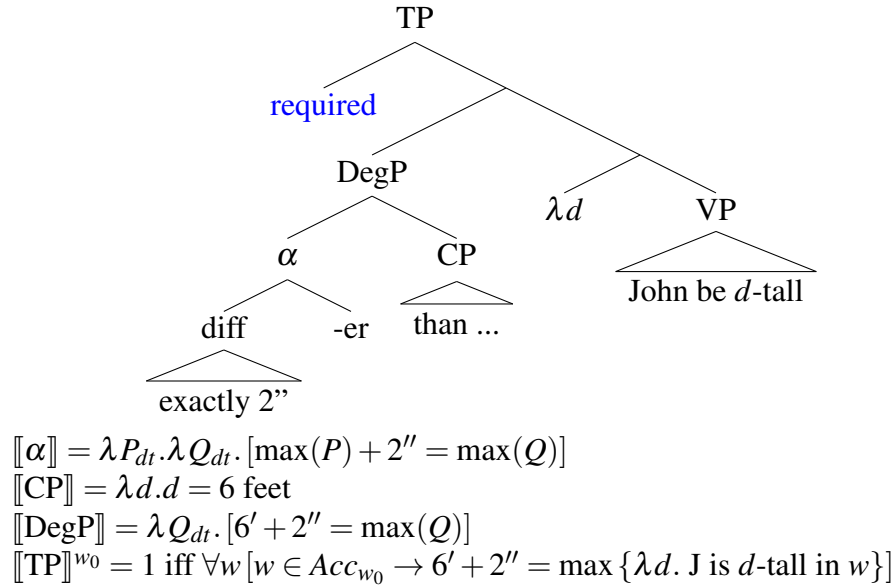 TP
required
DegP
λd VP
α CP
John be d-tall
diff -er than ...
exactly 2”
⟦α⟧ = λP_dt.λQ_dt. [max(P) + 2″ = max(Q)]
⟦CP⟧ = λd.d = 6 feet
⟦DegP⟧ = λQ_dt. [6′ + 2″ = max(Q)]
⟦TP⟧^w₀ = 1 iff ∀w [w ∈ Acc_w₀ → 6′ + 2″ = max {λd. J is d-tall in w}]